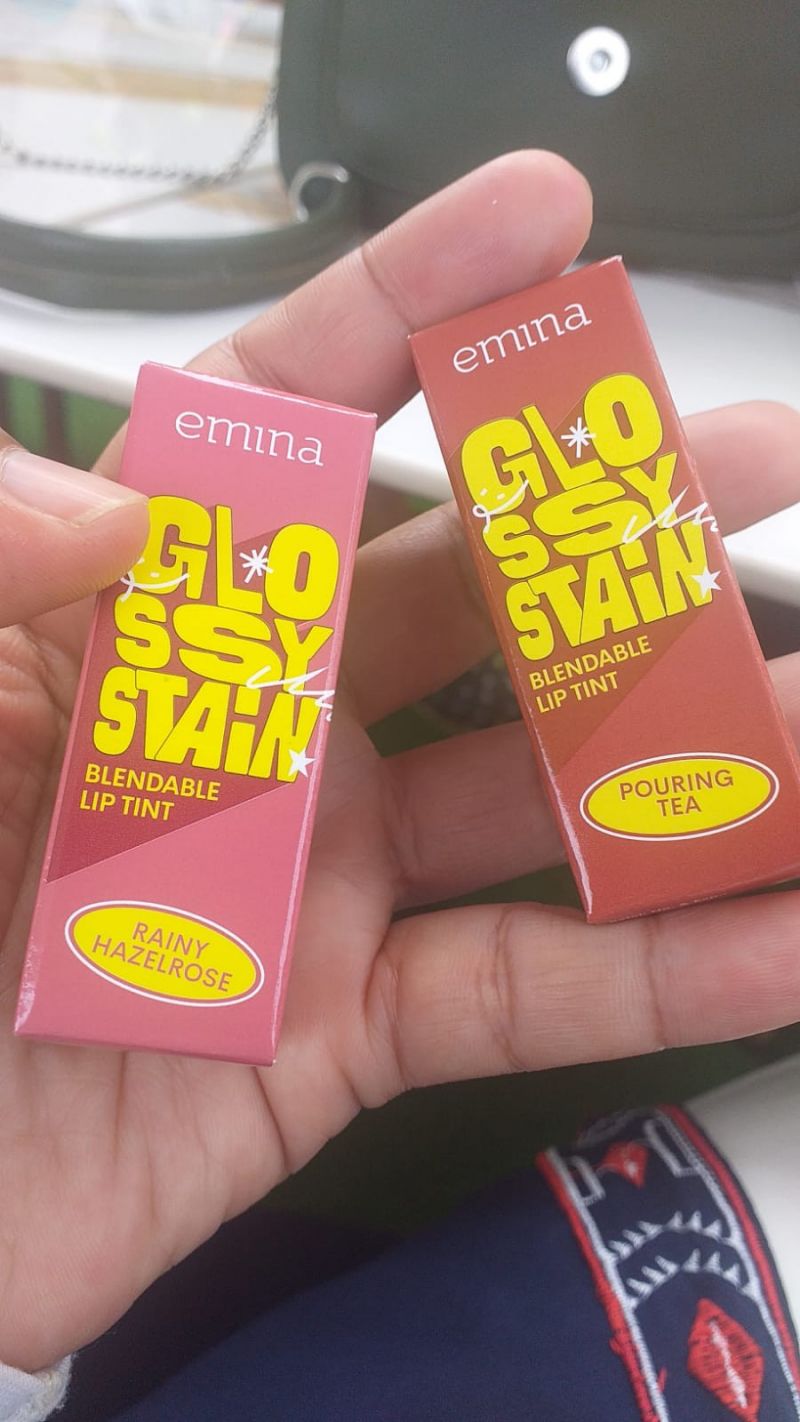 emina
GLO
SSY
STAiN
BLENDABLE
LIP TINT
RAINY
HAZELROSE
emina
GLO
SSY
STAiN
BLENDABLE
LIP TINT
POURING
TEA